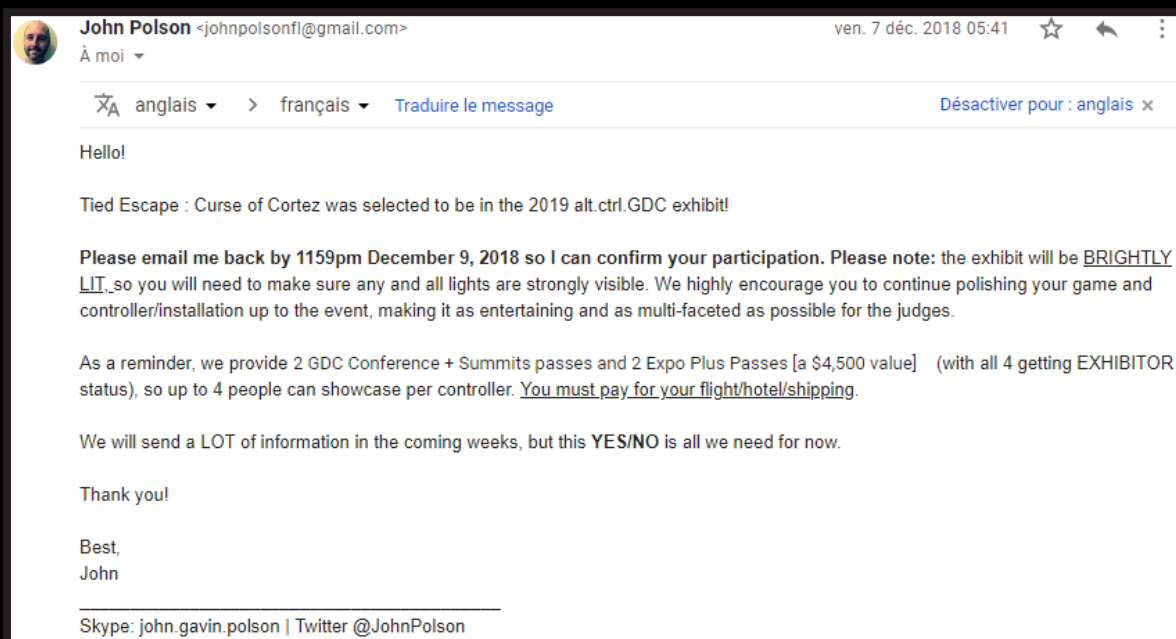 John Polson <johnpolsonfl@gmail.com> ven. 7 déc. 2018 05:41
À moi
anglais > français Traduire le message Désactiver pour : anglais ×
Hello!
Tied Escape : Curse of Cortez was selected to be in the 2019 alt.ctrl.GDC exhibit!
Please email me back by 1159pm December 9, 2018 so I can confirm your participation. Please note: the exhibit will be BRIGHTLY
LIT, so you will need to make sure any and all lights are strongly visible. We highly encourage you to continue polishing your game and
controller/installation up to the event, making it as entertaining and as multi-faceted as possible for the judges.
As a reminder, we provide 2 GDC Conference + Summits passes and 2 Expo Plus Passes [a $4,500 value] (with all 4 getting EXHIBITOR
status), so up to 4 people can showcase per controller. You must pay for your flight/hotel/shipping.
We will send a LOT of information in the coming weeks, but this YES/NO is all we need for now.
Thank you!
Best,
John
__________________________________________
Skype: john.gavin.polson | Twitter @JohnPolson